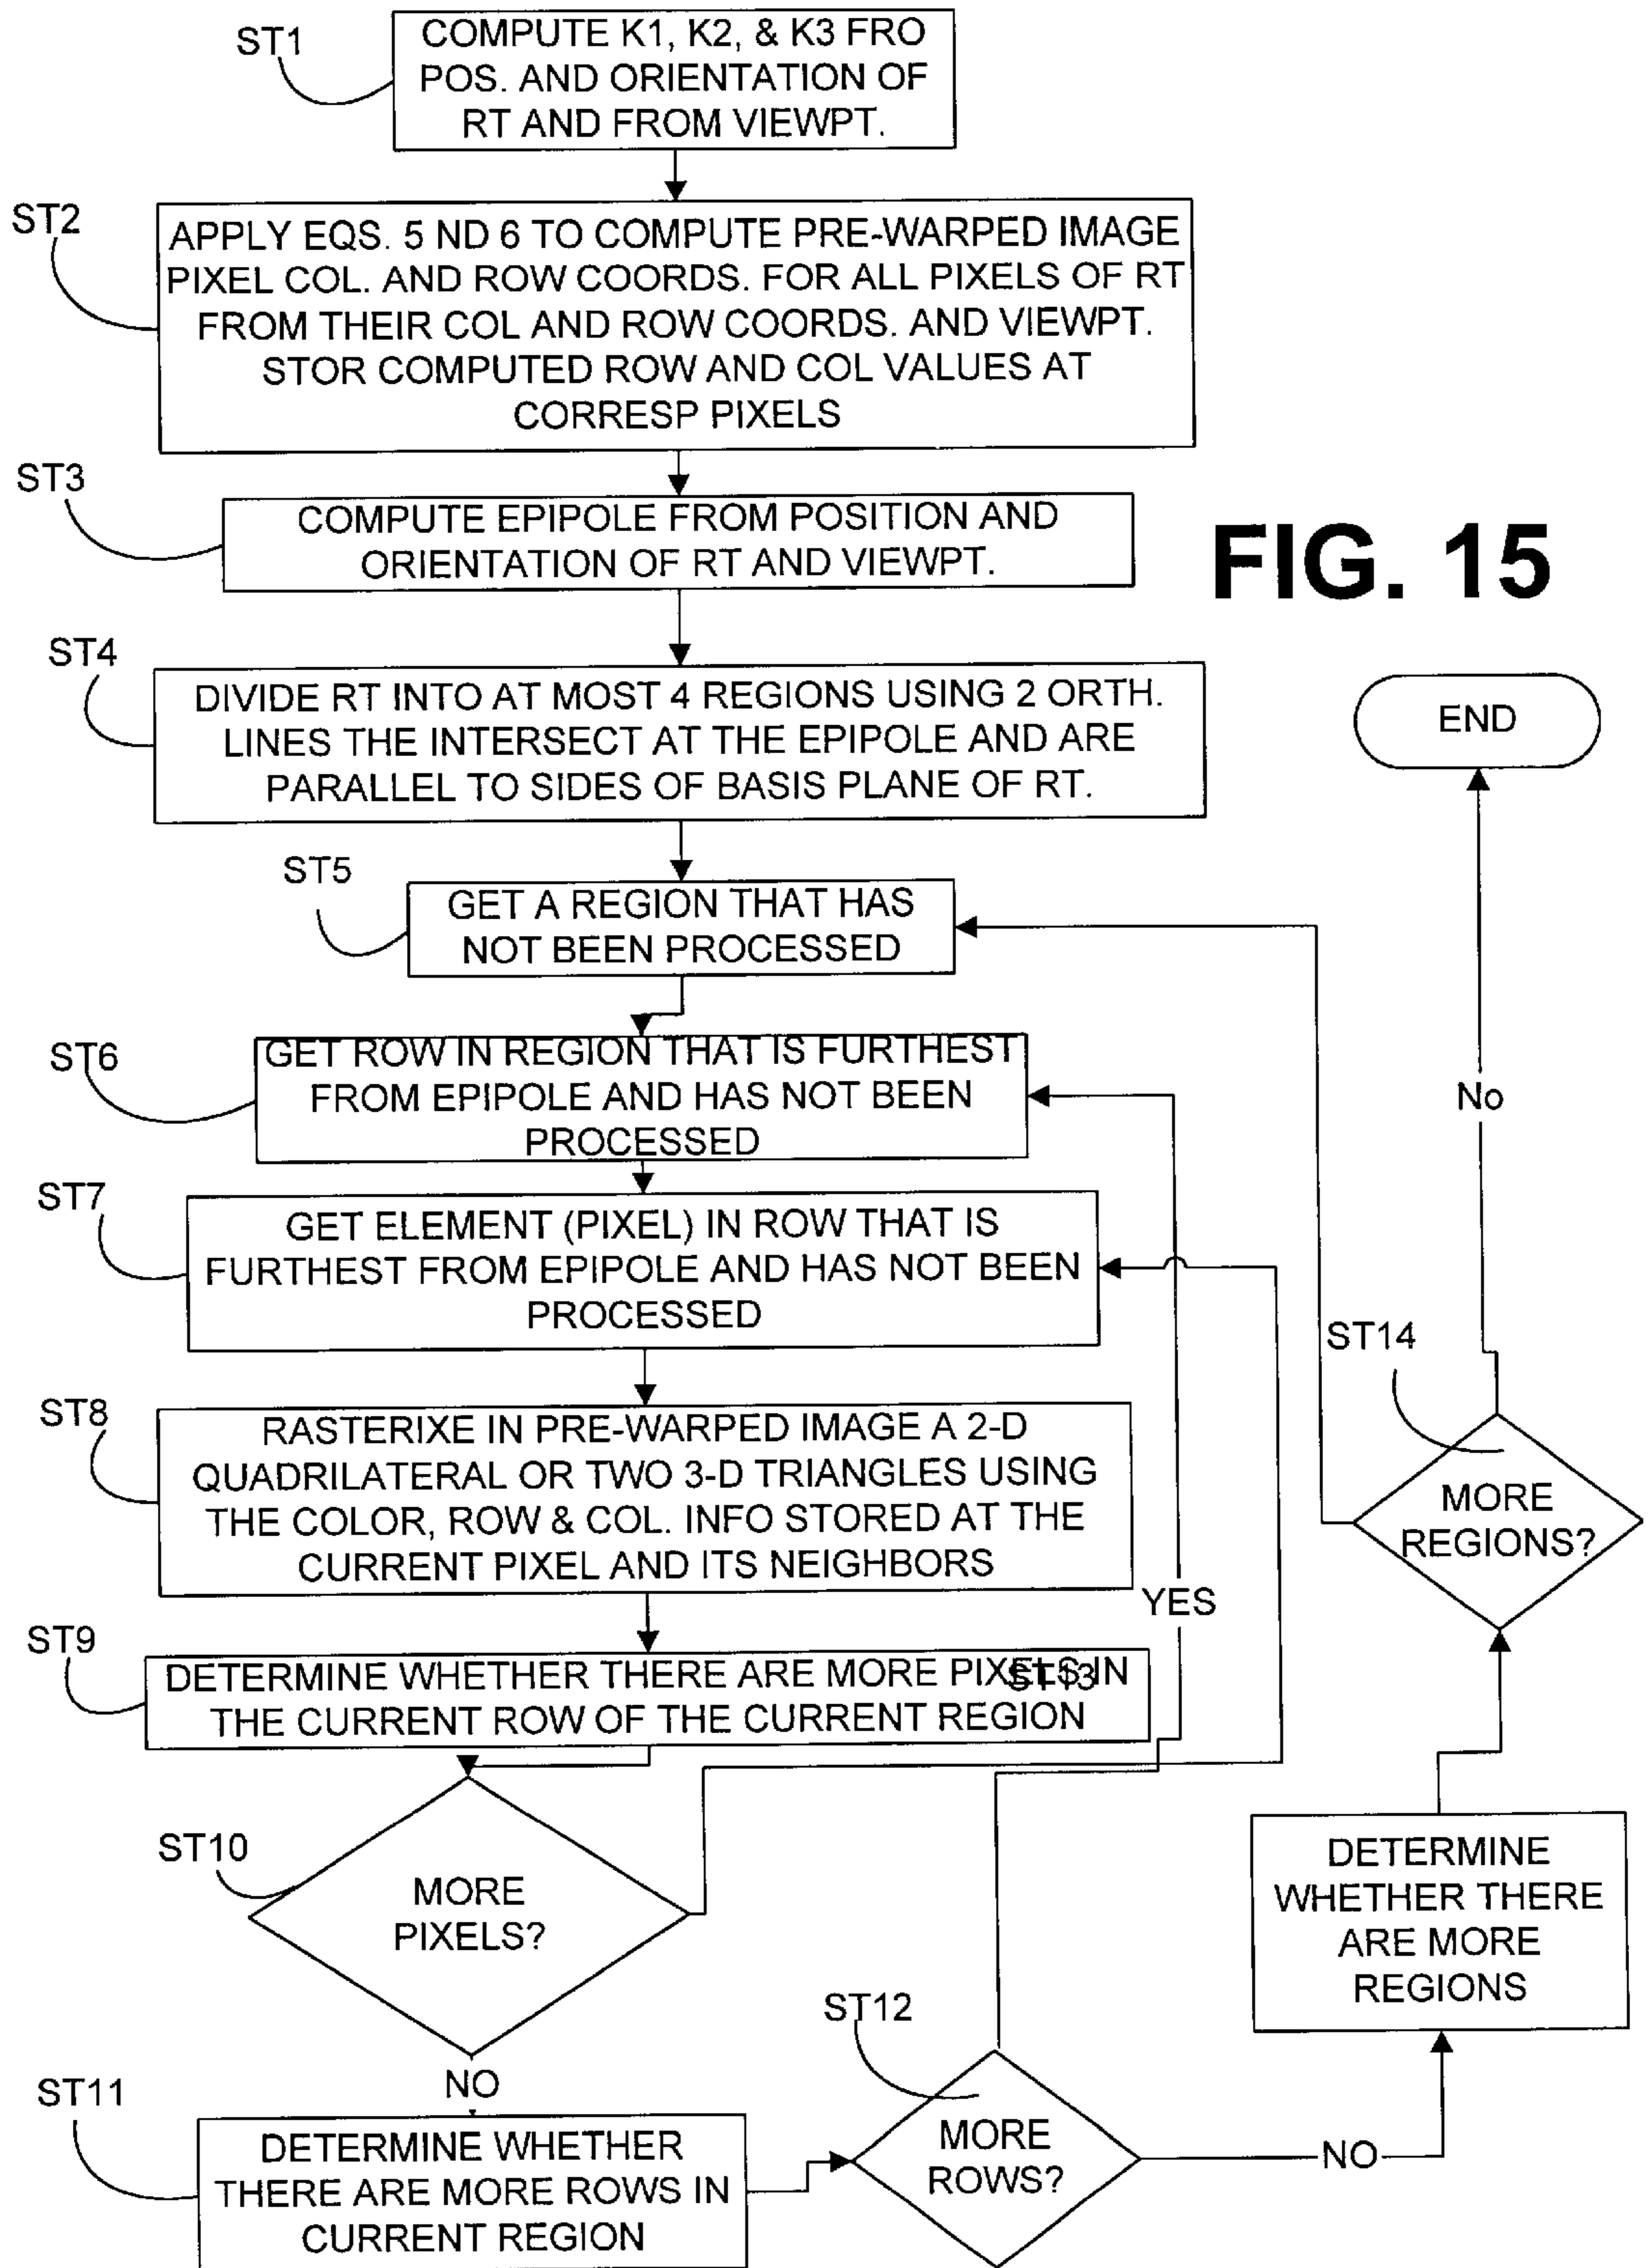 ST1
COMPUTE K1, K2, & K3 FRO
POS. AND ORIENTATION OF
RT AND FROM VIEWPT.
ST2
APPLY EQS. 5 ND 6 TO COMPUTE PRE-WARPED IMAGE
PIXEL COL. AND ROW COORDS. FOR ALL PIXELS OF RT
FROM THEIR COL AND ROW COORDS. AND VIEWPT.
STOR COMPUTED ROW AND COL VALUES AT
CORRESP PIXELS
ST3
COMPUTE EPIPOLE FROM POSITION AND
ORIENTATION OF RT AND VIEWPT.
FIG. 15
ST4
DIVIDE RT INTO AT MOST 4 REGIONS USING 2 ORTH.
LINES THE INTERSECT AT THE EPIPOLE AND ARE
PARALLEL TO SIDES OF BASIS PLANE OF RT.
END
ST5
GET A REGION THAT HAS
NOT BEEN PROCESSED
ST6
GET ROW IN REGION THAT IS FURTHEST
FROM EPIPOLE AND HAS NOT BEEN
PROCESSED
No
ST7
GET ELEMENT (PIXEL) IN ROW THAT IS
FURTHEST FROM EPIPOLE AND HAS NOT BEEN
PROCESSED
ST14
MORE
REGIONS?
ST8
RASTERIXE IN PRE-WARPED IMAGE A 2-D
QUADRILATERAL OR TWO 3-D TRIANGLES USING
THE COLOR, ROW & COL. INFO STORED AT THE
CURRENT PIXEL AND ITS NEIGHBORS
YES
ST9
DETERMINE WHETHER THERE ARE MORE PIXELS IN
THE CURRENT ROW OF THE CURRENT REGION
ST13
ST10
MORE
PIXELS?
DETERMINE
WHETHER THERE
ARE MORE
REGIONS
NO
ST11
DETERMINE WHETHER
THERE ARE MORE ROWS IN
CURRENT REGION
ST12
MORE
ROWS?
NO